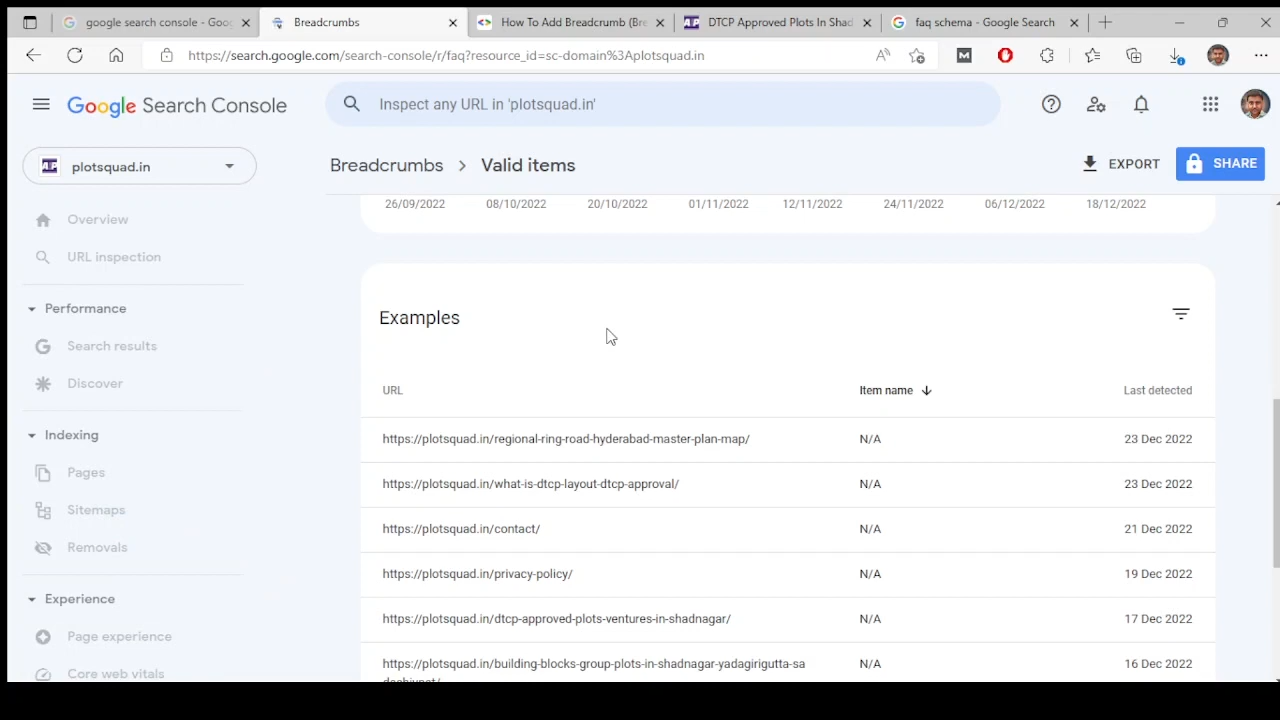 google search console - Goog
Breadcrumbs
How To Add Breadcrumb (Bre
DTCP Approved Plots In Shad
faq schema - Google Search
https://search.google.com/search-console/r/faq?resource_id=sc-domain%3Aplotsquad.in
Google Search Console
Inspect any URL in 'plotsquad.in'
plotsquad.in
Breadcrumbs > Valid items
EXPORT
SHARE
Overview
URL inspection
Performance
Search results
Discover
Indexing
Pages
Sitemaps
Removals
Experience
Page experience
Core web vitals
26/09/2022 08/10/2022 20/10/2022 01/11/2022 12/11/2022 24/11/2022 06/12/2022 18/12/2022
Examples
URL Item name Last detected
https://plotsquad.in/regional-ring-road-hyderabad-master-plan-map/ N/A 23 Dec 2022
https://plotsquad.in/what-is-dtcp-layout-dtcp-approval/ N/A 23 Dec 2022
https://plotsquad.in/contact/ N/A 21 Dec 2022
https://plotsquad.in/privacy-policy/ N/A 19 Dec 2022
https://plotsquad.in/dtcp-approved-plots-ventures-in-shadnagar/ N/A 17 Dec 2022
https://plotsquad.in/building-blocks-group-plots-in-shadnagar-yadagirigutta-sa N/A 16 Dec 2022